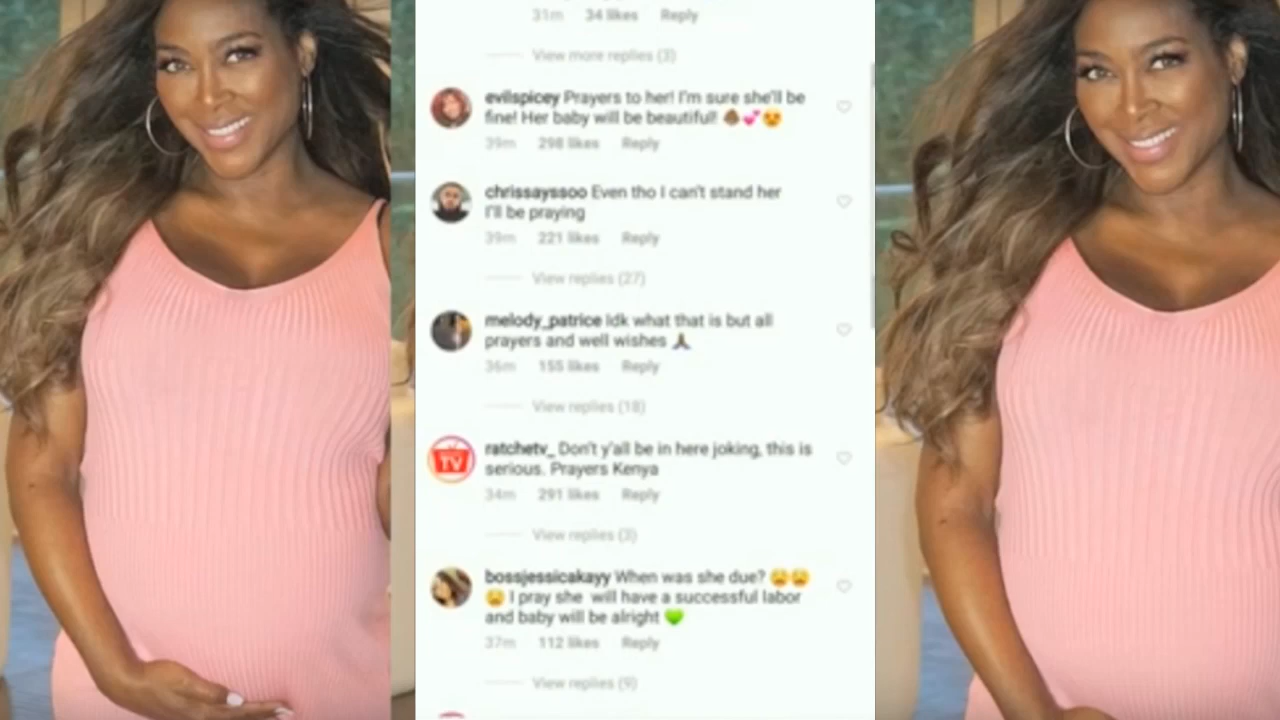 31m 34 likes Reply
View more replies (3)
evilspicey Prayers to her! I'm sure she'll be
fine! Her baby will be beautiful! 👶🏾💕😍
39m 298 likes Reply
chrissayssoo Even tho I can't stand her
I'll be praying
39m 221 likes Reply
View replies (27)
melody_patrice Idk what that is but all
prayers and well wishes 🙏🏾
36m 155 likes Reply
View replies (18)
TV
ratchetv_ Don't y'all be in here joking, this is
serious. Prayers Kenya
34m 291 likes Reply
View replies (3)
bossjessicakayy When was she due? 😩😩
😩 I pray she will have a successful labor
and baby will be alright 💚
37m 112 likes Reply
View replies (9)